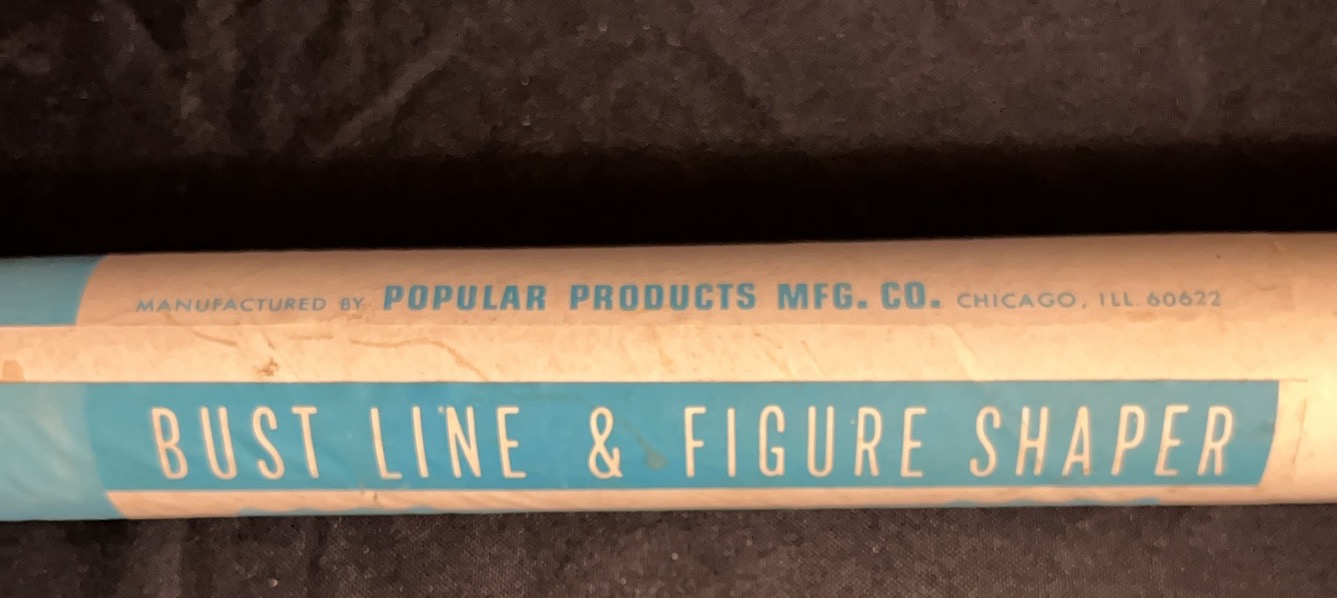 MANUFACTURED BY POPULAR PRODUCTS MFG. CO. CHICAGO, ILL. 60622
BUST LINE & FIGURE SHAPER